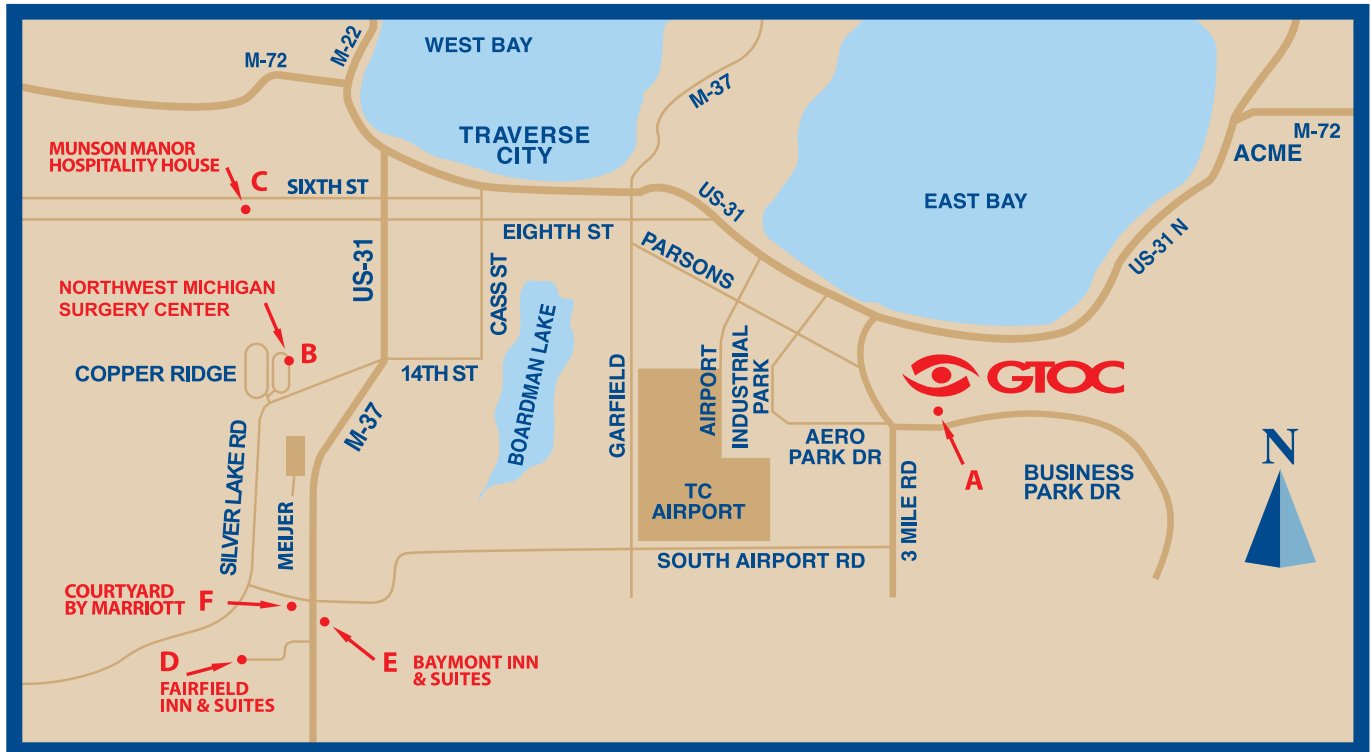 WEST BAY
M-22
M-72
M-37
TRAVERSE
CITY
M-72
ACME
MUNSON MANOR
HOSPITALITY HOUSE
C
SIXTH ST
US-31
EAST BAY
EIGHTH ST
PARSONS
US-31 N
US-31
CASS ST
NORTHWEST MICHIGAN
SURGERY CENTER
B
COPPER RIDGE
14TH ST
BOARDMAN LAKE
GARFIELD
AIRPORT
INDUSTRIAL
PARK
GTOC
M-37
AERO
PARK DR
A
BUSINESS
PARK DR
N
SILVER LAKE RD
MEIJER
TC
AIRPORT
3 MILE RD
SOUTH AIRPORT RD
COURTYARD
BY MARRIOTT
F
D
FAIRFIELD
INN & SUITES
E
BAYMONT INN
& SUITES